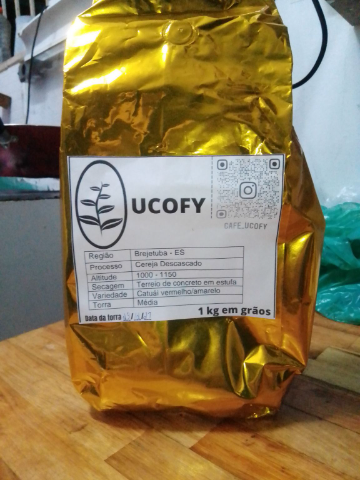 UCOFY
CAFE_UCOFY
Região Brejetuba - ES
Processo Cereja Descascado
Altitude 1000 - 1150
Secagem Terreio de concreto em estufa
Variedade Catuaí vermelho/amarelo
Torra Média
1 kg em grãos
Data da torra